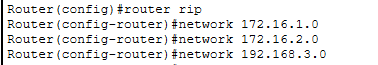 Router(config)#router rip
Router(config-router)#network 172.16.1.0
Router(config-router)#network 172.16.2.0
Router(config-router)#network 192.168.3.0